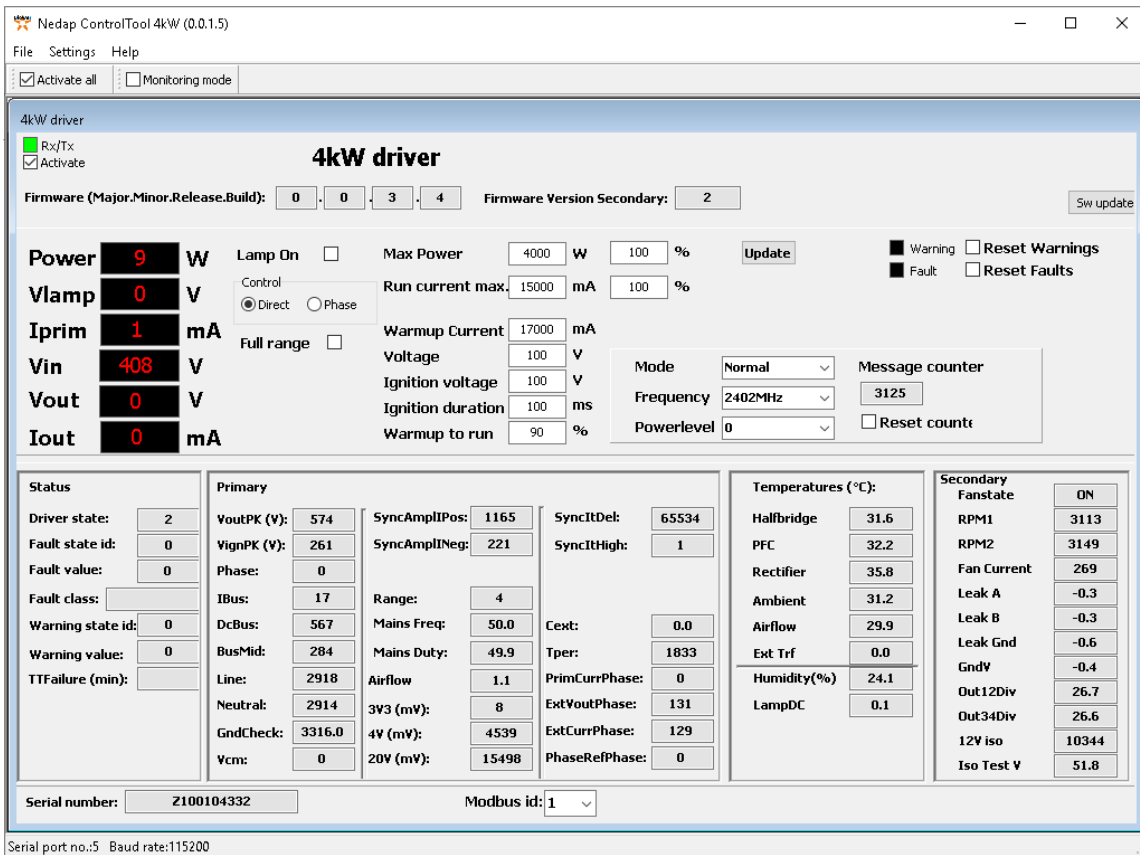 Nedap ControlTool 4kW (0.0.1.5)
File Settings Help
Activate all Monitoring mode
4kW driver
Rx/Tx
Activate
4kW driver
Firmware (Major.Minor.Release.Build): 0 . 0 . 3 . 4 Firmware Version Secondary: 2
Sw update
Power 9 W
Vlamp 0 V
Iprim 1 mA
Vin 408 V
Vout 0 V
Iout 0 mA
Lamp On
Control
Direct Phase
Full range
Max Power 4000 W 100 %
Run current max. 15000 mA 100 %
Warmup Current 17000 mA
Voltage 100 V
Ignition voltage 100 V
Ignition duration 100 ms
Warmup to run 90 %
Update
Warning Reset Warnings
Fault Reset Faults
Mode Normal
Frequency 2402MHz
Powerlevel 0
Message counter
3125
Reset counte
Status
Driver state: 2
Fault state id: 0
Fault value: 0
Fault class:
Warning state id: 0
Warning value: 0
TTFailure (min):
Primary
VoutPK (V): 574
VignPK (V): 261
Phase: 0
IBus: 17
DcBus: 567
BusMid: 284
Line: 2918
Neutral: 2914
GndCheck: 3316.0
Vcm: 0
SyncAmplIPos: 1165
SyncAmplINeg: 221
Range: 4
Mains Freq: 50.0
Mains Duty: 49.9
Airflow 1.1
3V3 (mV): 8
4V (mV): 4539
20V (mV): 15498
SyncItDel: 65534
SyncItHigh: 1
Cext: 0.0
Tper: 1833
PrimCurrPhase: 0
ExtVoutPhase: 131
ExtCurrPhase: 129
PhaseRefPhase: 0
Temperatures (°C):
Halfbridge 31.6
PFC 32.2
Rectifier 35.8
Ambient 31.2
Airflow 29.9
Ext Trf 0.0
Humidity(%) 24.1
LampDC 0.1
Secondary
Fanstate ON
RPM1 3113
RPM2 3149
Fan Current 269
Leak A -0.3
Leak B -0.3
Leak Gnd -0.6
GndV -0.4
Out12Div 26.7
Out34Div 26.6
12V iso 10344
Iso Test V 51.8
Serial number: Z100104332
Modbus id: 1
Serial port no.:5 Baud rate:115200